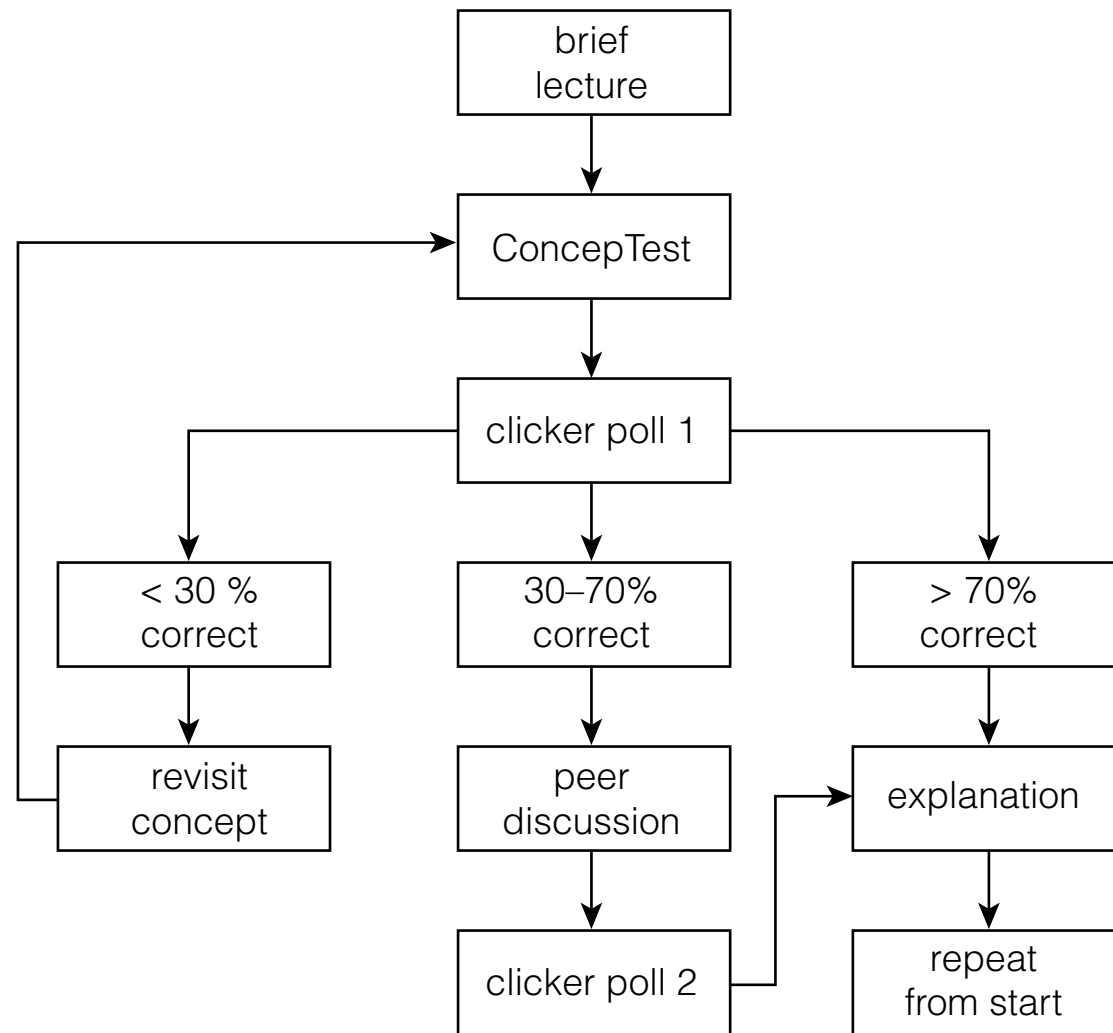 brief
lecture
ConcepTest
clicker poll 1
< 30 %
correct
30–70%
correct
> 70%
correct
revisit
concept
peer
discussion
explanation
clicker poll 2
repeat
from start